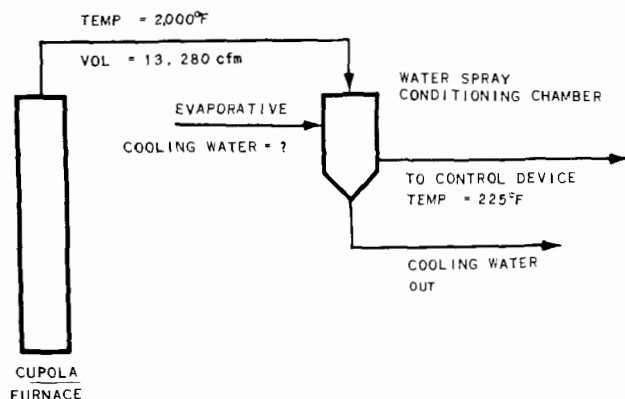 TEMP = 2,000°F
VOL = 13, 280 cfm
WATER SPRAY
CONDITIONING CHAMBER
EVAPORATIVE
COOLING WATER = ?
TO CONTROL DEVICE
TEMP = 225°F
COOLING WATER
OUT
CUPOLA
FURNACE